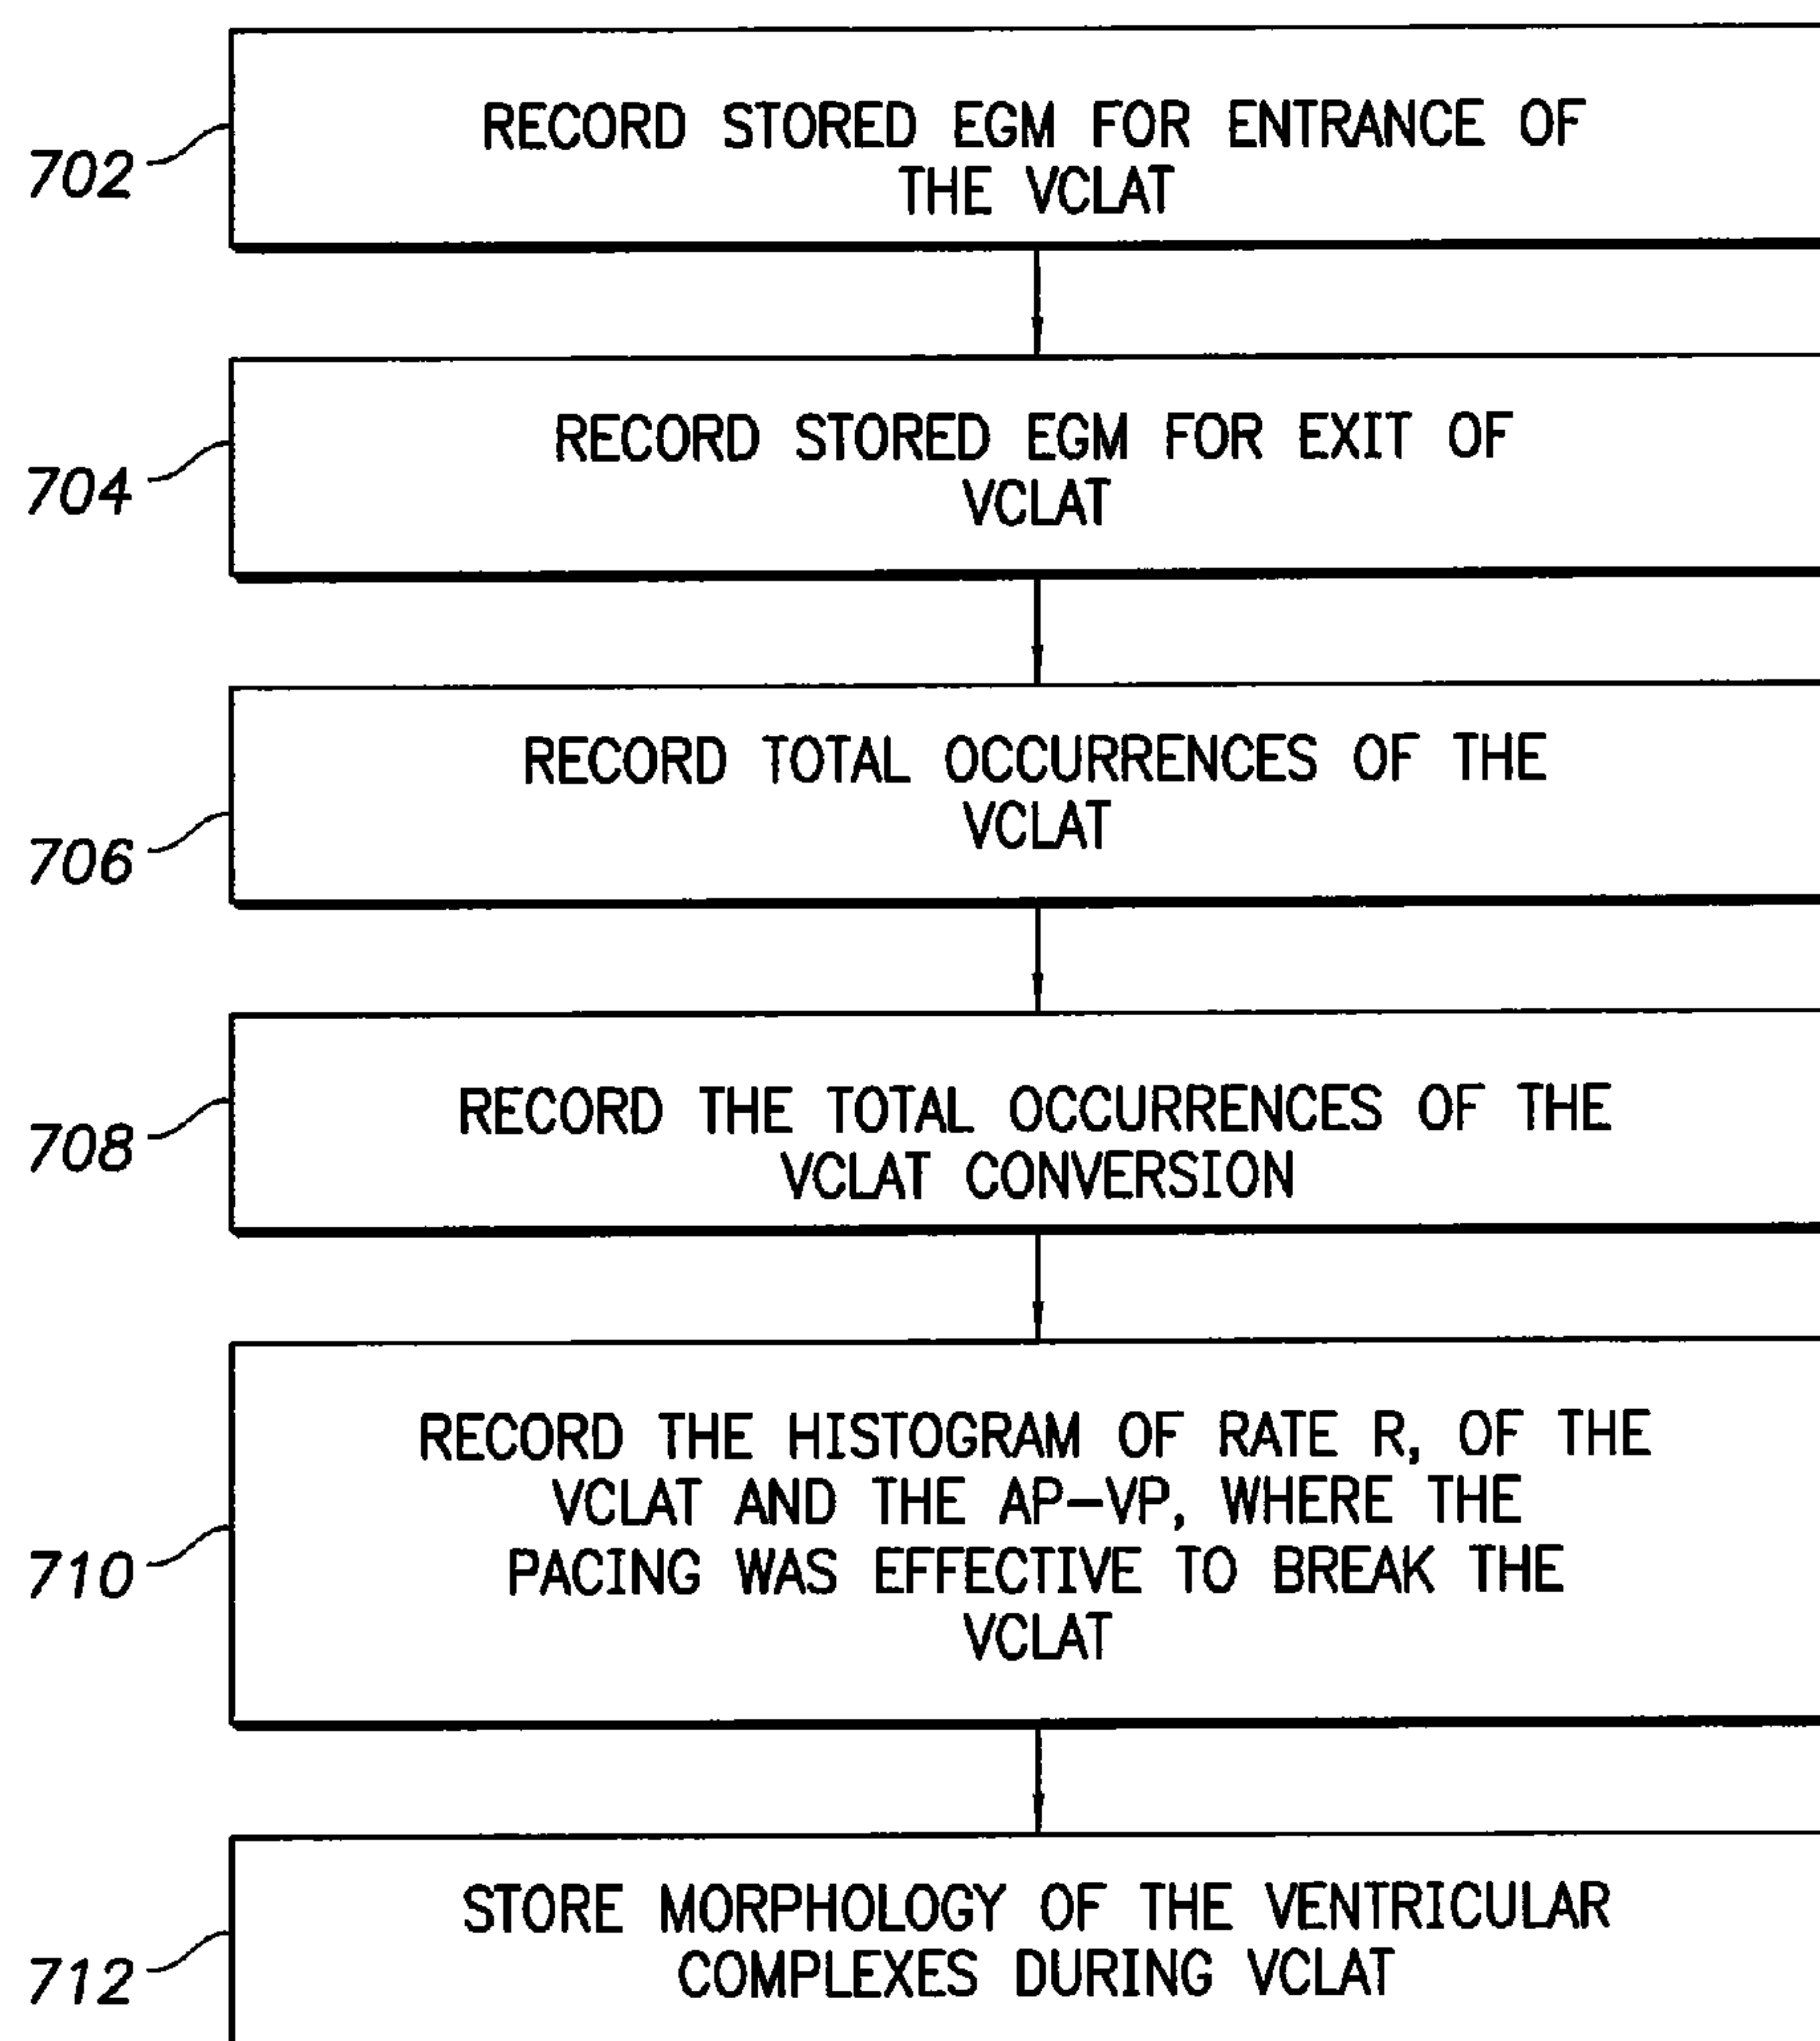 702
RECORD STORED EGM FOR ENTRANCE OF
THE VCLAT
704
RECORD STORED EGM FOR EXIT OF
VCLAT
706
RECORD TOTAL OCCURRENCES OF THE
VCLAT
708
RECORD THE TOTAL OCCURRENCES OF THE
VCLAT CONVERSION
710
RECORD THE HISTOGRAM OF RATE R, OF THE
VCLAT AND THE AP-VP, WHERE THE
PACING WAS EFFECTIVE TO BREAK THE
VCLAT
712
STORE MORPHOLOGY OF THE VENTRICULAR
COMPLEXES DURING VCLAT